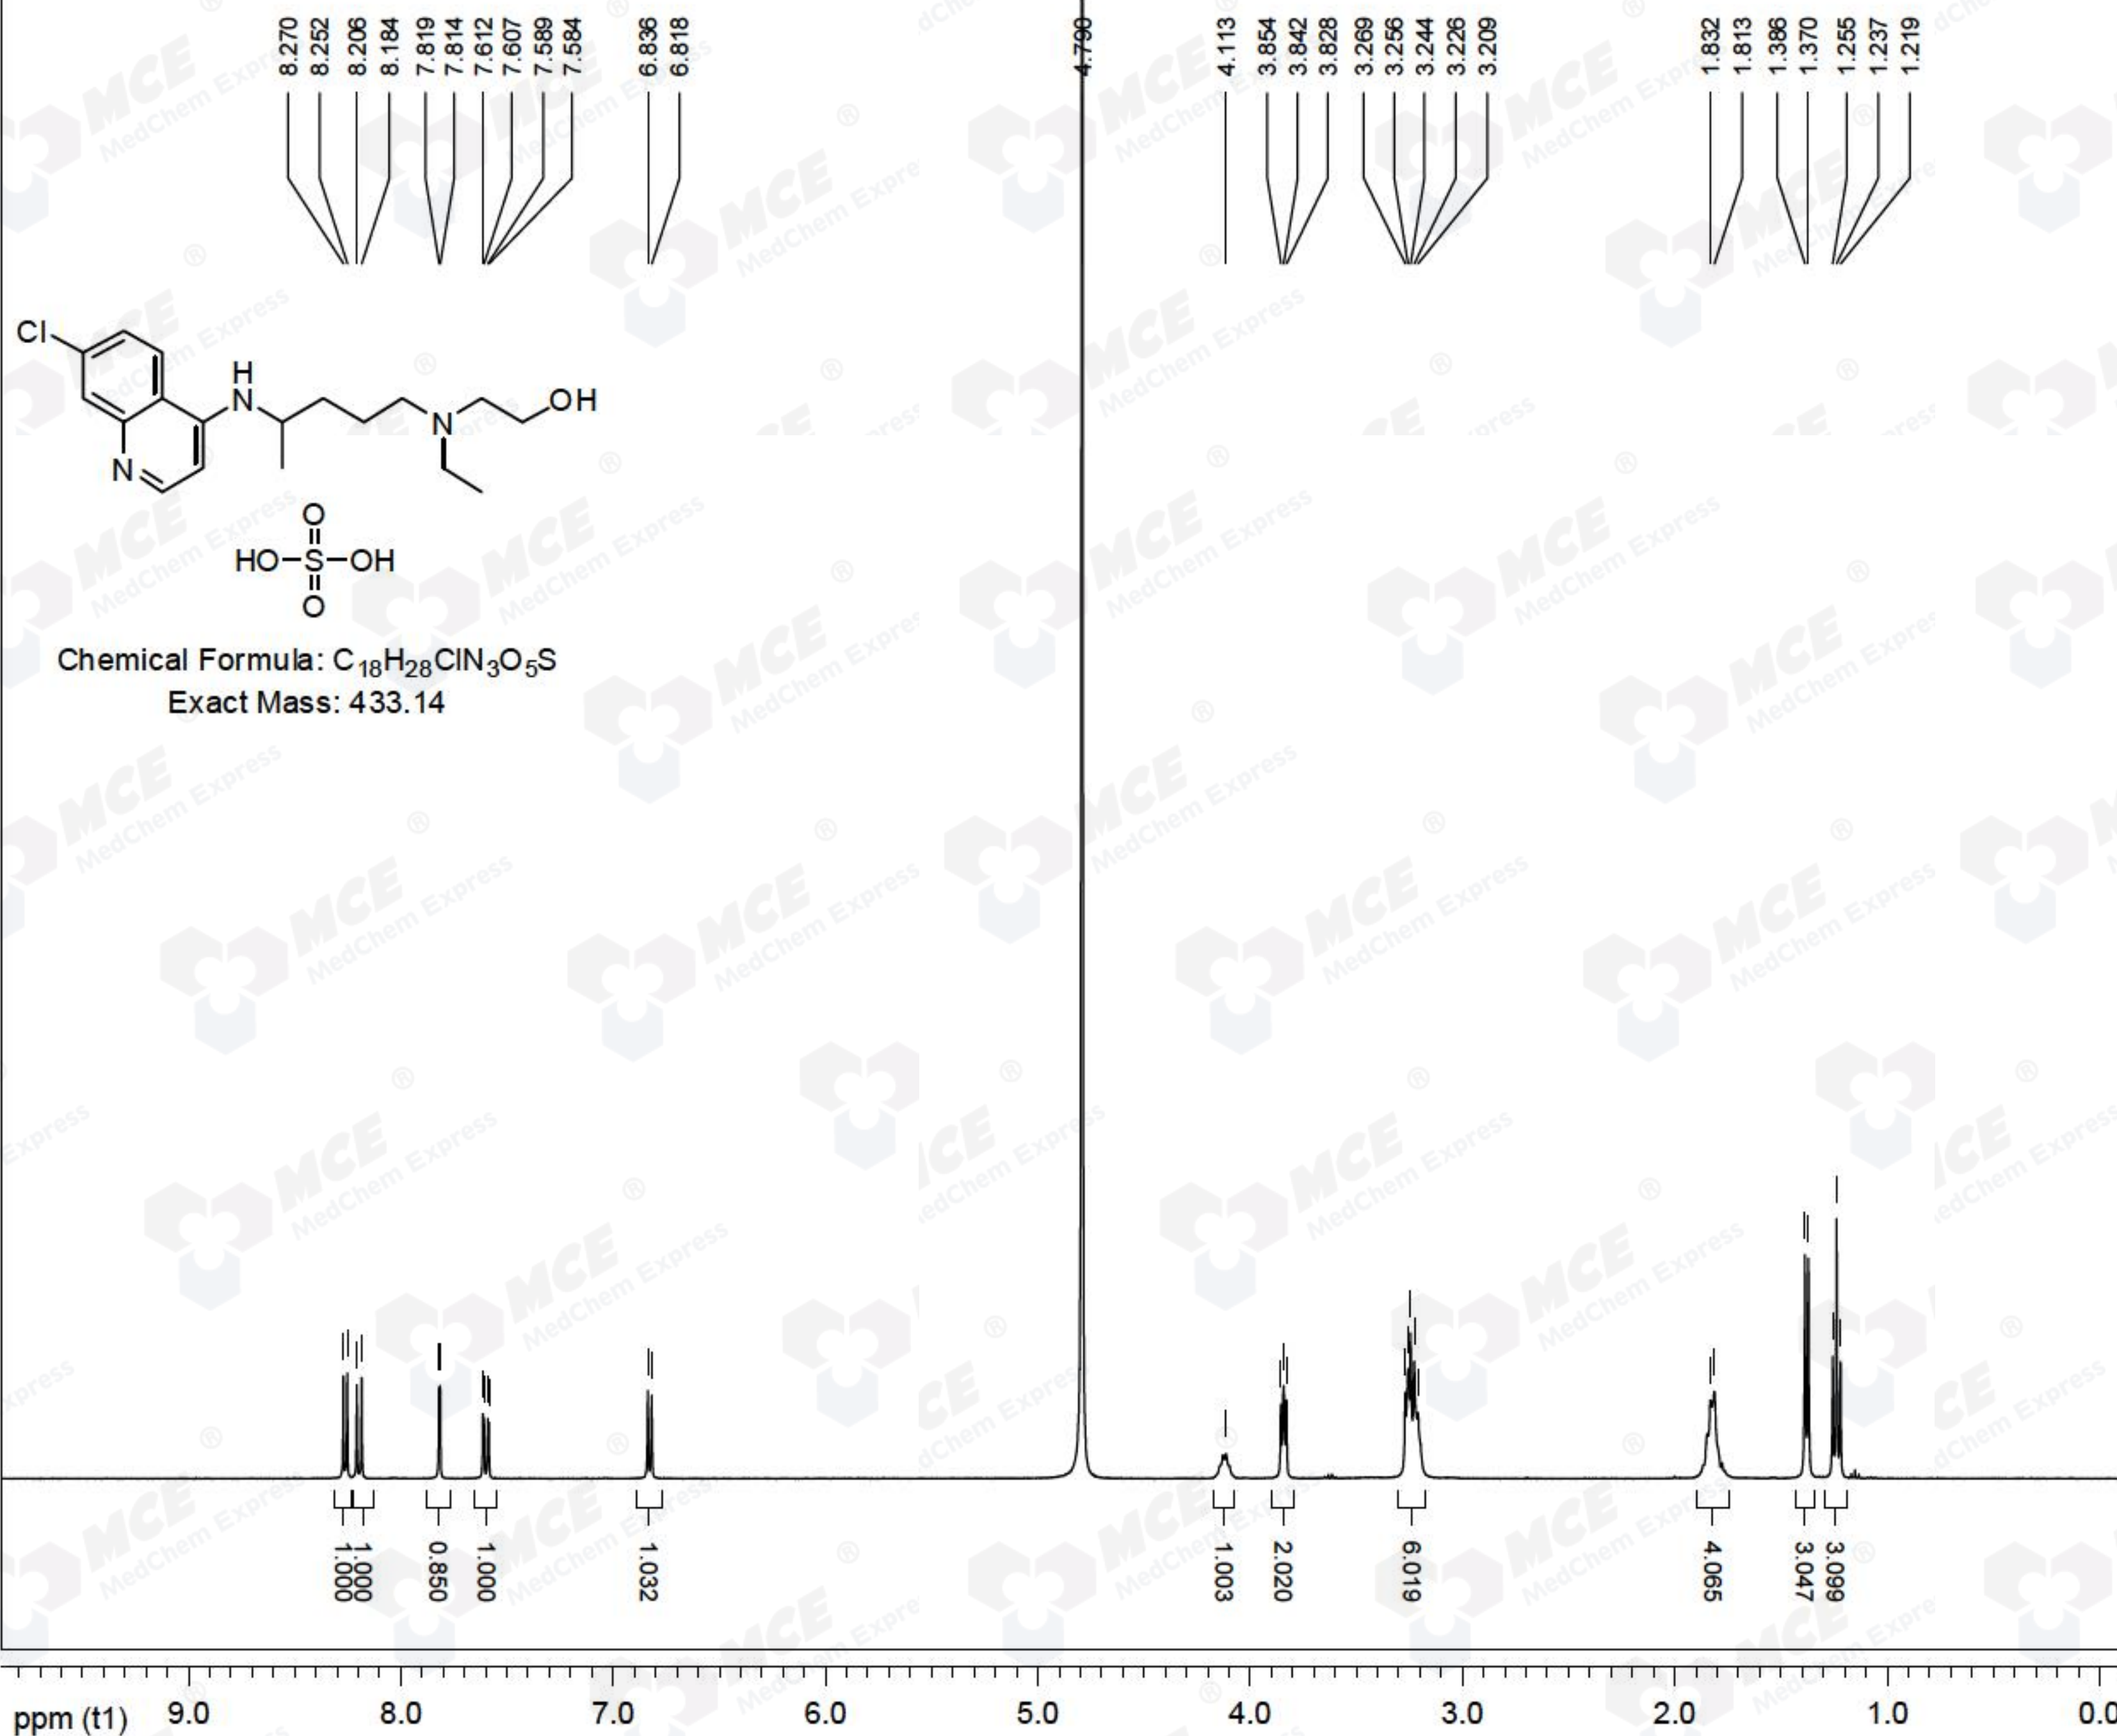 8.270 8.252 8.206 8.184 7.819 7.814 7.612 7.607 7.589 7.584 6.836 6.818 4.790 4.113 3.854 3.842 3.828 3.269 3.256 3.244 3.226 3.209 1.832 1.813 1.386 1.370 1.255 1.237 1.219
Cl
H
N
OH
N
N
O
HO S OH
O
Chemical Formula: C18H28ClN3O5S
Exact Mass: 433.14
MCE
MedChem Express
®
1.000 1.000 0.850 1.000 1.032 1.003 2.020 6.019 4.065 3.047 3.099
ppm (t1) 9.0 8.0 7.0 6.0 5.0 4.0 3.0 2.0 1.0 0.0